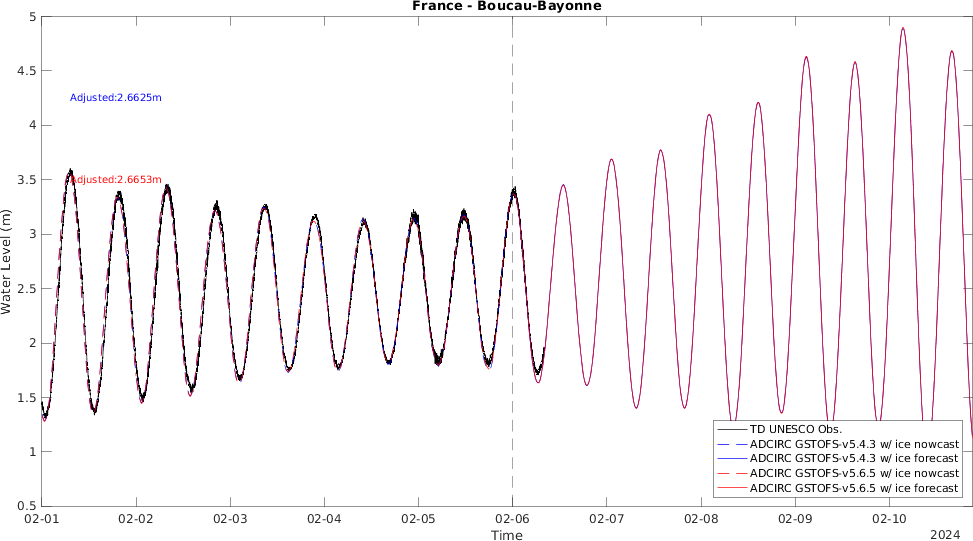 France - Boucau-Bayonne
5
4.5
4
3.5
3
2.5
2
1.5
1
0.5
Water Level (m)
Adjusted:2.6625m
Adjusted:2.6653m
TD UNESCO Obs.
ADCIRC GSTOFS-v5.4.3 w/ ice nowcast
ADCIRC GSTOFS-v5.4.3 w/ ice forecast
ADCIRC GSTOFS-v5.6.5 w/ ice nowcast
ADCIRC GSTOFS-v5.6.5 w/ ice forecast
02-01 02-02 02-03 02-04 02-05 02-06 02-07 02-08 02-09 02-10
Time
2024